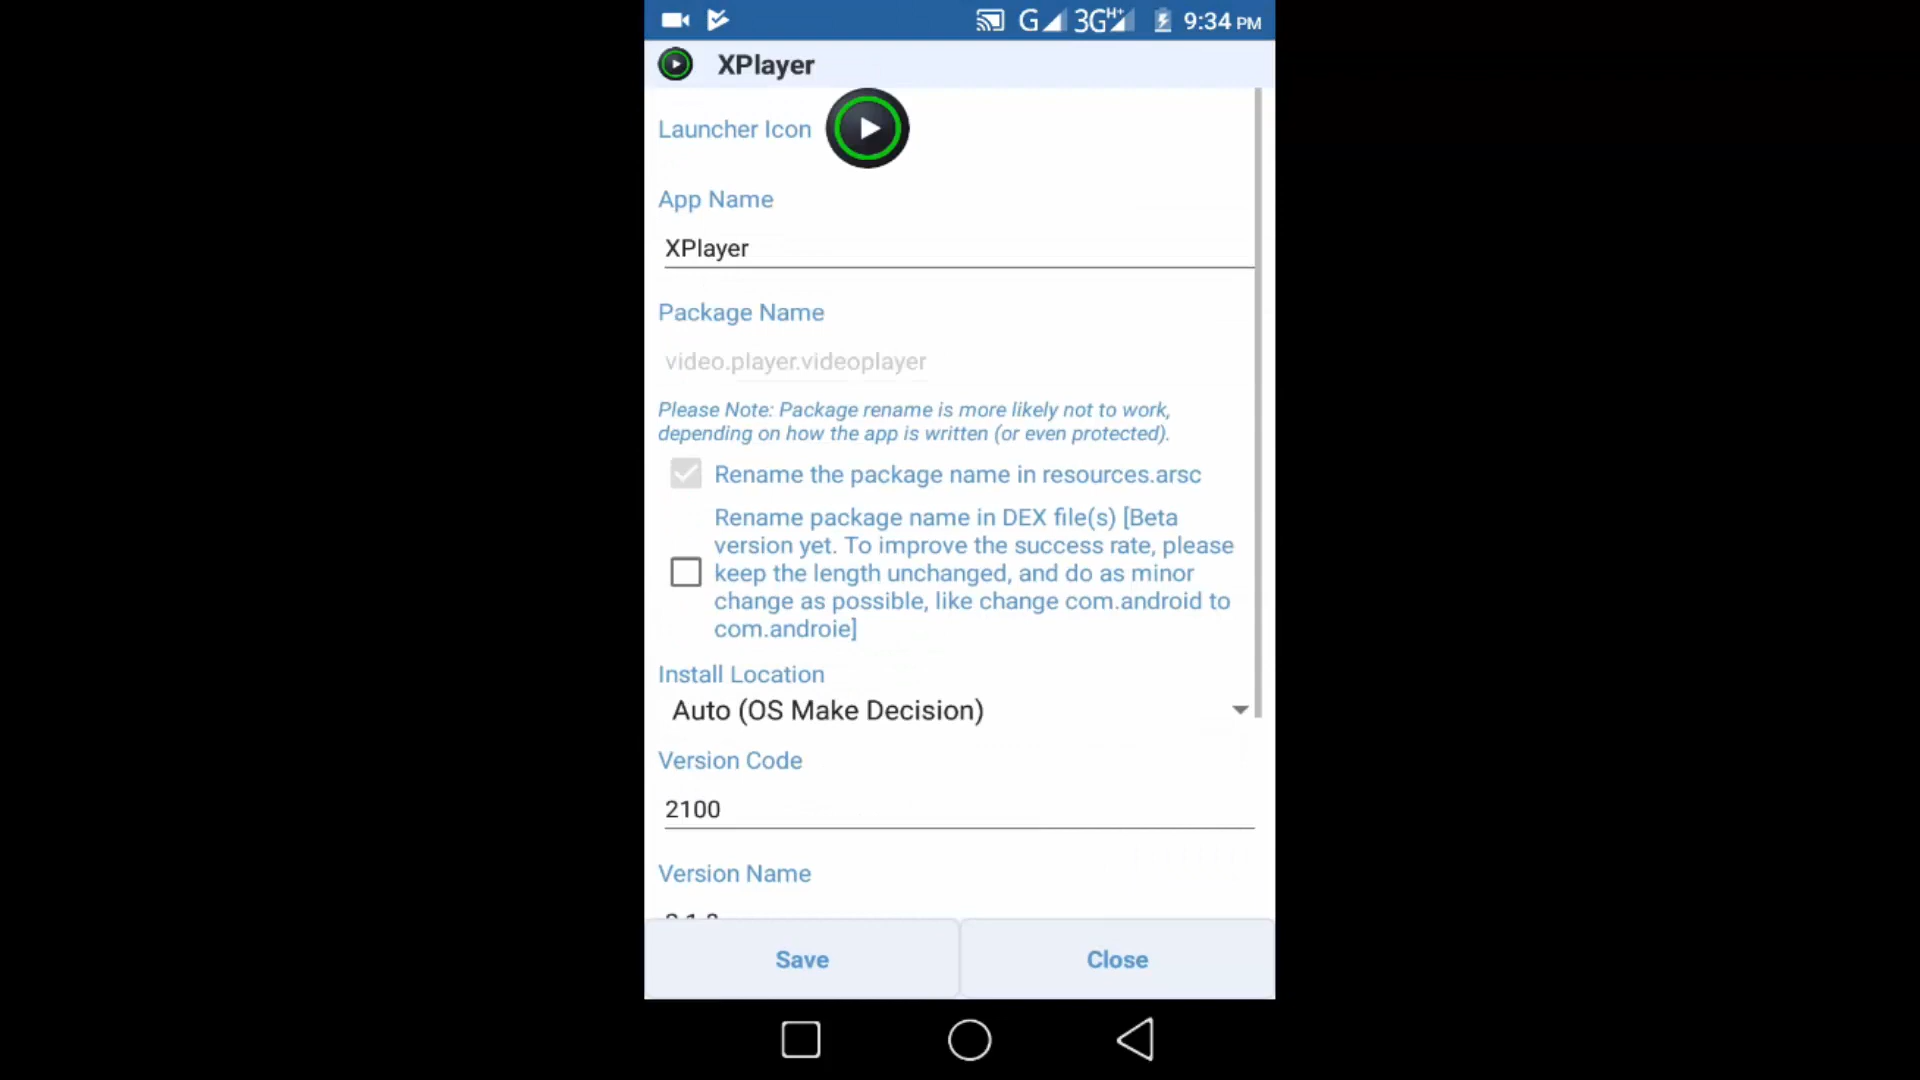 G 3G H+ 9:34 PM
XPlayer
Launcher Icon
App Name
XPlayer
Package Name
video.player.videoplayer
Please Note: Package rename is more likely not to work,
depending on how the app is written (or even protected).
Rename the package name in resources.arsc
Rename package name in DEX file(s) [Beta
version yet. To improve the success rate, please
keep the length unchanged, and do as minor
change as possible, like change com.android to
com.androie]
Install Location
Auto (OS Make Decision)
Version Code
2100
Version Name
Save Close